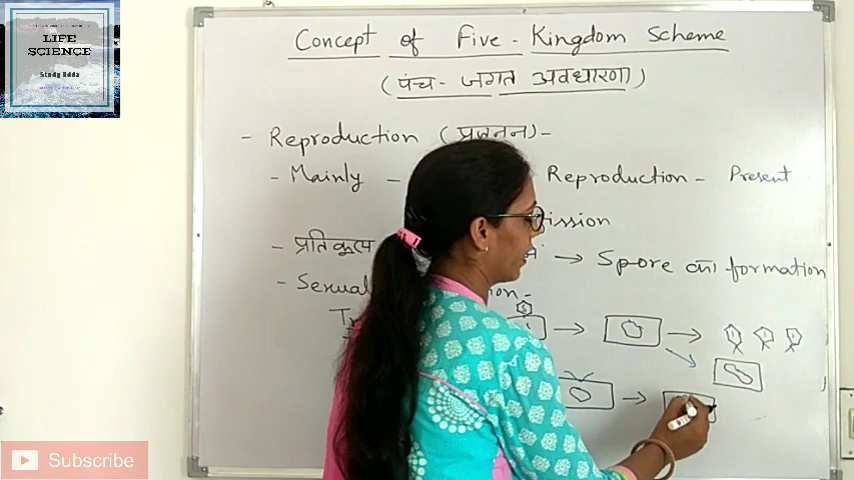 LIFE
SCIENCE
Study Adda
Concept of Five - Kingdom Scheme
(पंच - जगत अवधारणा)
- Reproduction (प्रजनन) -
- Mainly - Reproduction - Present
- प्रतिकूल → Spore का formation
- Sexual
Subscribe